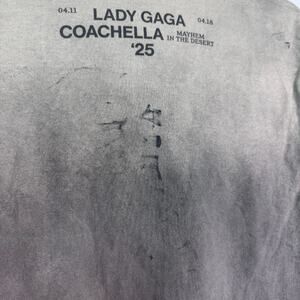 04.11 LADY GAGA 04.18
COACHELLA MAYHEM IN THE DESERT
'25